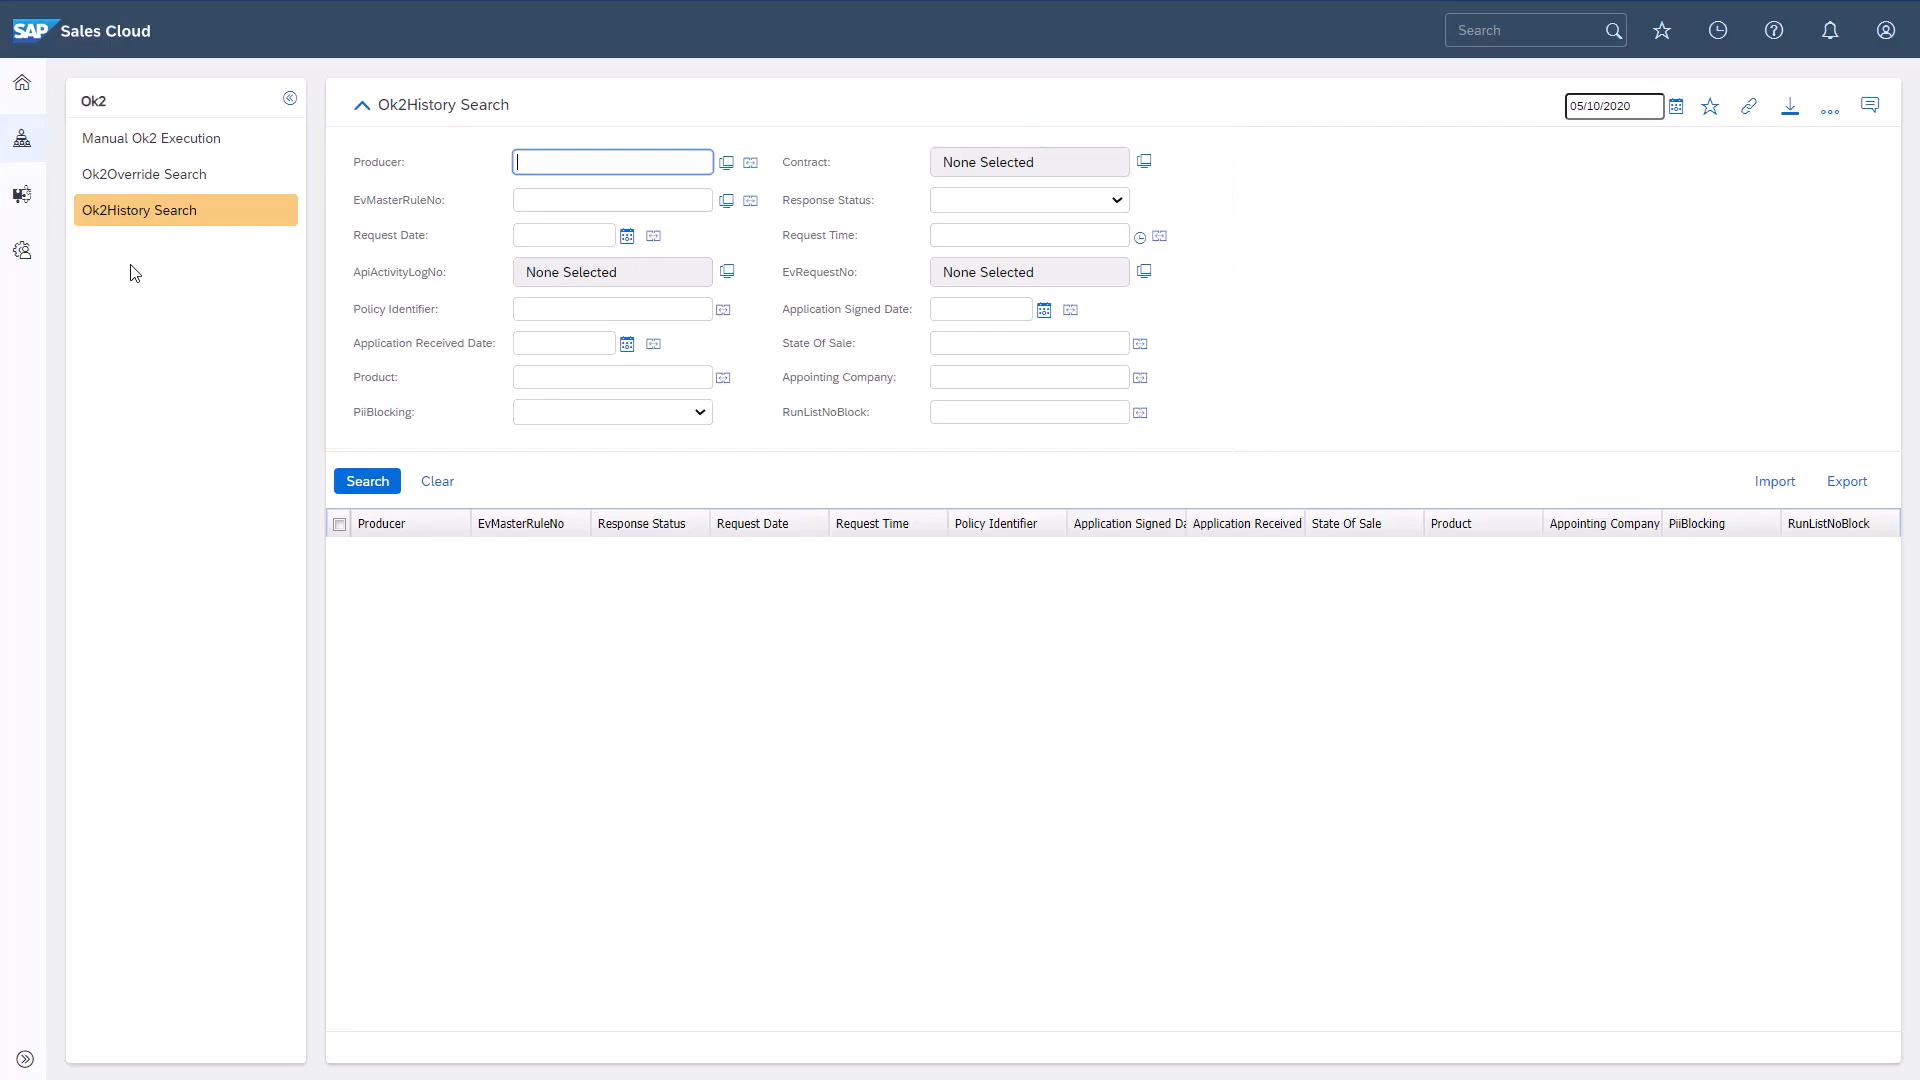 SAP Sales Cloud
Search
Ok2
Manual Ok2 Execution
Ok2Override Search
Ok2History Search
Ok2History Search
05/10/2020
Producer:
Contract: None Selected
EvMasterRuleNo:
Response Status:
Request Date:
Request Time:
ApiActivityLogNo: None Selected
EvRequestNo: None Selected
Policy Identifier:
Application Signed Date:
Application Received Date:
State Of Sale:
Product:
Appointing Company:
PiiBlocking:
RunListNoBlock:
Search Clear Import Export
Producer EvMasterRuleNo Response Status Request Date Request Time Policy Identifier Application Signed Da Application Received State Of Sale Product Appointing Company PiiBlocking RunListNoBlock